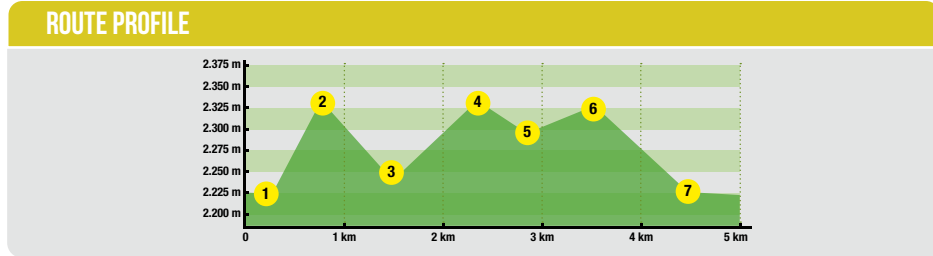 ROUTE PROFILE
2.375 m
2.350 m
2.325 m
2.300 m
2.275 m
2.250 m
2.225 m
2.200 m
1
2
3
4
5
6
7
0 1 km 2 km 3 km 4 km 5 km